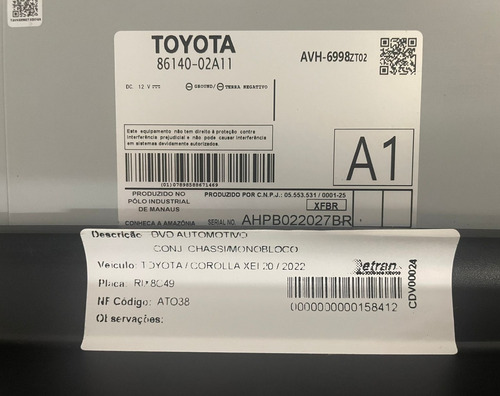 TOYOTA
86140-02A11
AVH-6998ZT02
DC. 12 V
GROUND/ TERRA NEGATIVO
Este equipamento não tem direito à proteção contra
interferência prejudicial e não pode causar interferência
em sistemas devidamente autorizados.
A1
PRODUZIDO NO
PÓLO INDUSTRIAL
DE MANAUS
CONHEÇA A AMAZÔNIA
PRODUZIDO POR C.N.P.J.: 05.553.531 / 0001-25
XFBR
SERIAL NO. AHPB022027BR
Descrição: DVD AUTOMOTIVO
CONJ. CHASSI/MONOBLOCO
Veículo: TOYOTA / COROLLA XEI 20 / 2022
Placa:
NF Código: ATO38
Observações:
etran
0000000000158412
CDV00024